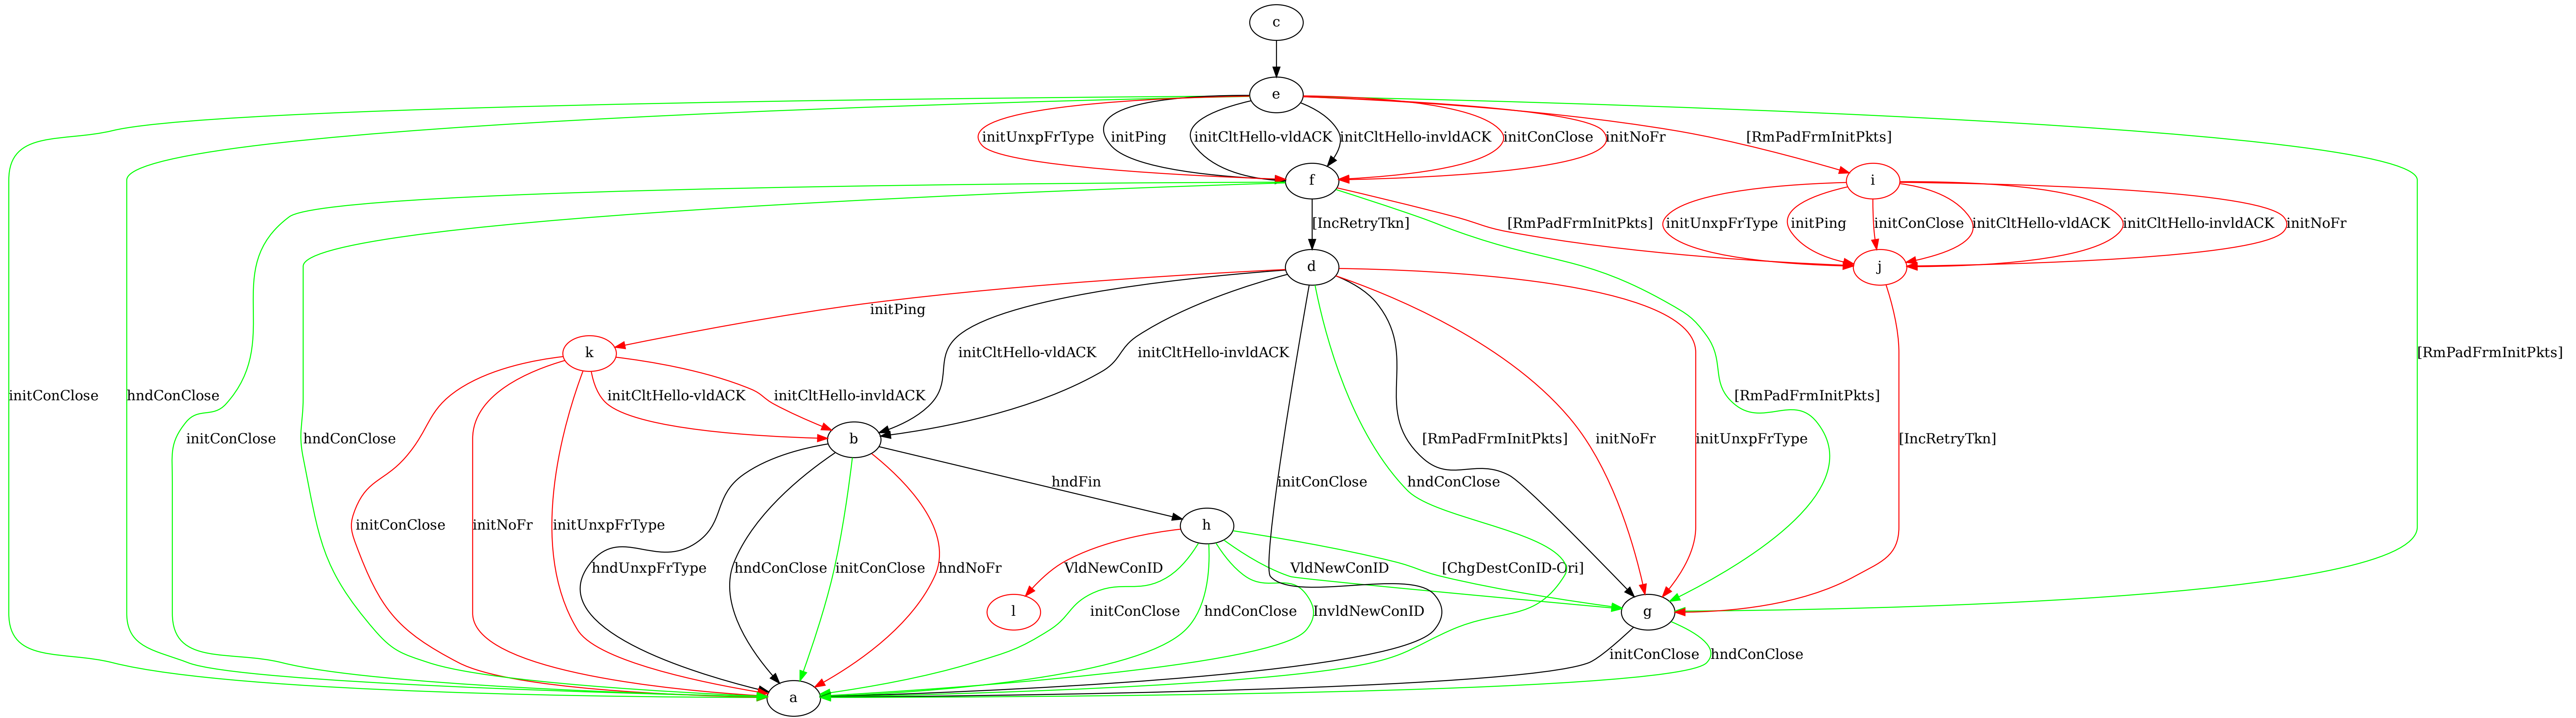 c
e
initUnxpFrType
initPing
initCltHello-vldACK
initCltHello-invldACK
initConClose
initNoFr
[RmPadFrmInitPkts]
f
i
[IncRetryTkn]
[RmPadFrmInitPkts]
initUnxpFrType
initPing
initConClose
initCltHello-vldACK
initCltHello-invldACK
initNoFr
d
j
initPing
k
initCltHello-vldACK
initCltHello-invldACK
[RmPadFrmInitPkts]
initConClose
hndConClose
initCltHello-vldACK
initCltHello-invldACK
[RmPadFrmInitPkts]
initConClose
hndConClose
b
[RmPadFrmInitPkts]
initNoFr
initUnxpFrType
[IncRetryTkn]
hndFin
initConClose
hndConClose
initConClose
initNoFr
initUnxpFrType
h
hndUnxpFrType
hndConClose
initConClose
hndNoFr
VldNewConID
VldNewConID
[ChgDestConID-Ori]
l
initConClose
hndConClose
InvldNewConID
g
initConClose
hndConClose
a